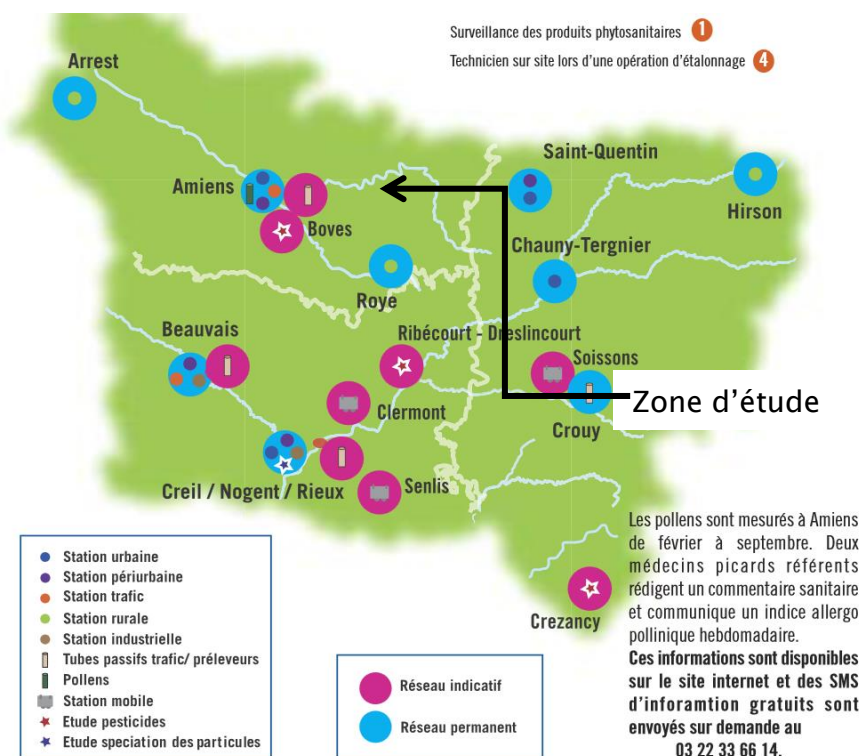 Surveillance des produits phytosanitaires 1
Technicien sur site lors d'une opération d'étalonnage 4
Arrest
Amiens
Boves
Saint-Quentin
Hirson
Chauny-Tergnier
Roye
Beauvais
Ribécourt - Dreslincourt
Soissons
Zone d'étude
Clermont
Crouy
Creil / Nogent / Rieux
Senlis
Crezancy
Les pollens sont mesurés à Amiens
de février à septembre. Deux
médecins picards référents
rédigent un commentaire sanitaire
et communique un indice allergo
pollinique hebdomadaire.
Ces informations sont disponibles
sur le site internet et des SMS
d'inforamtion gratuits sont
envoyés sur demande au
03 22 33 66 14.
Station urbaine
Station périurbaine
Station trafic
Station rurale
Station industrielle
Tubes passifs trafic/ préleveurs
Pollens
Station mobile
Etude pesticides
Etude speciation des particules
Réseau indicatif
Réseau permanent